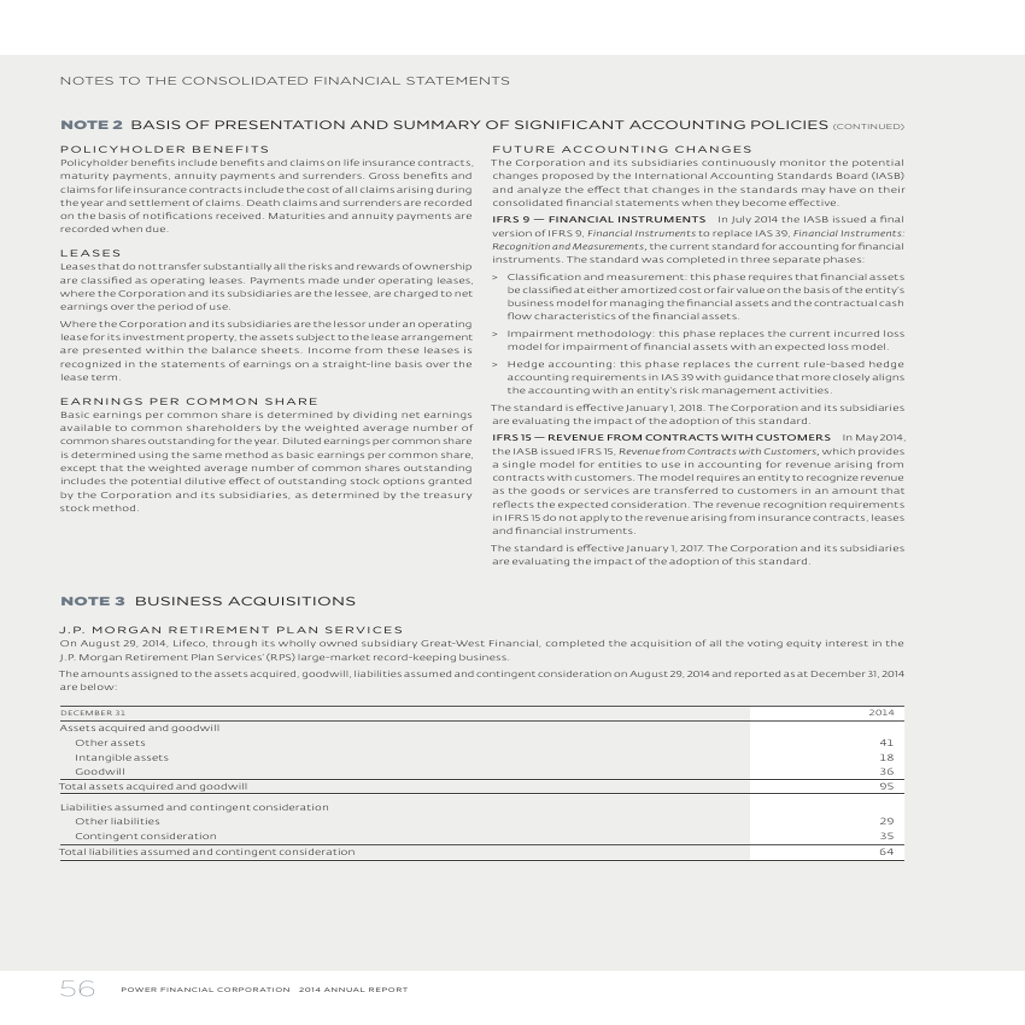 NOTES TO THE CONSOLIDATED FINANCIAL STATEMENTS
NOTE 2 BASIS OF PRESENTATION AND SUMMARY OF SIGNIFICANT ACCOUNTING POLICIES (CONTINUED)
POLICYHOLDER BENEFITS
Policyholder benefits include benefits and claims on life insurance contracts,
maturity payments, annuity payments and surrenders. Gross benefits and
claims for life insurance contracts include the cost of all claims arising during
the year and settlement of claims. Death claims and surrenders are recorded
on the basis of notifications received. Maturities and annuity payments are
recorded when due.
LEASES
Leases that do not transfer substantially all the risks and rewards of ownership
are classified as operating leases. Payments made under operating leases,
where the Corporation and its subsidiaries are the lessee, are charged to net
earnings over the period of use.
Where the Corporation and its subsidiaries are the lessor under an operating
lease for its investment property, the assets subject to the lease arrangement
are presented within the balance sheets. Income from these leases is
recognized in the statements of earnings on a straight-line basis over the
lease term.
EARNINGS PER COMMON SHARE
Basic earnings per common share is determined by dividing net earnings
available to common shareholders by the weighted average number of
common shares outstanding for the year. Diluted earnings per common share
is determined using the same method as basic earnings per common share,
except that the weighted average number of common shares outstanding
includes the potential dilutive effect of outstanding stock options granted
by the Corporation and its subsidiaries, as determined by the treasury
stock method.
FUTURE ACCOUNTING CHANGES
The Corporation and its subsidiaries continuously monitor the potential
changes proposed by the International Accounting Standards Board (IASB)
and analyze the effect that changes in the standards may have on their
consolidated financial statements when they become effective.
IFRS 9 — FINANCIAL INSTRUMENTS In July 2014 the IASB issued a final
version of IFRS 9, Financial Instruments to replace IAS 39, Financial Instruments:
Recognition and Measurements, the current standard for accounting for financial
instruments. The standard was completed in three separate phases:
> Classification and measurement: this phase requires that financial assets
be classified at either amortized cost or fair value on the basis of the entity's
business model for managing the financial assets and the contractual cash
flow characteristics of the financial assets.
> Impairment methodology: this phase replaces the current incurred loss
model for impairment of financial assets with an expected loss model.
> Hedge accounting: this phase replaces the current rule-based hedge
accounting requirements in IAS 39 with guidance that more closely aligns
the accounting with an entity's risk management activities.
The standard is effective January 1, 2018. The Corporation and its subsidiaries
are evaluating the impact of the adoption of this standard.
IFRS 15 — REVENUE FROM CONTRACTS WITH CUSTOMERS In May 2014,
the IASB issued IFRS 15, Revenue from Contracts with Customers, which provides
a single model for entities to use in accounting for revenue arising from
contracts with customers. The model requires an entity to recognize revenue
as the goods or services are transferred to customers in an amount that
reflects the expected consideration. The revenue recognition requirements
in IFRS 15 do not apply to the revenue arising from insurance contracts, leases
and financial instruments.
The standard is effective January 1, 2017. The Corporation and its subsidiaries
are evaluating the impact of the adoption of this standard.
NOTE 3 BUSINESS ACQUISITIONS
J.P. MORGAN RETIREMENT PLAN SERVICES
On August 29, 2014, Lifeco, through its wholly owned subsidiary Great-West Financial, completed the acquisition of all the voting equity interest in the
J.P. Morgan Retirement Plan Services' (RPS) large-market record-keeping business.
The amounts assigned to the assets acquired, goodwill, liabilities assumed and contingent consideration on August 29, 2014 and reported as at December 31, 2014
are below:
DECEMBER 31 2014
Assets acquired and goodwill
Other assets 41
Intangible assets 18
Goodwill 36
Total assets acquired and goodwill 95
Liabilities assumed and contingent consideration
Other liabilities 29
Contingent consideration 35
Total liabilities assumed and contingent consideration 64
56 POWER FINANCIAL CORPORATION 2014 ANNUAL REPORT